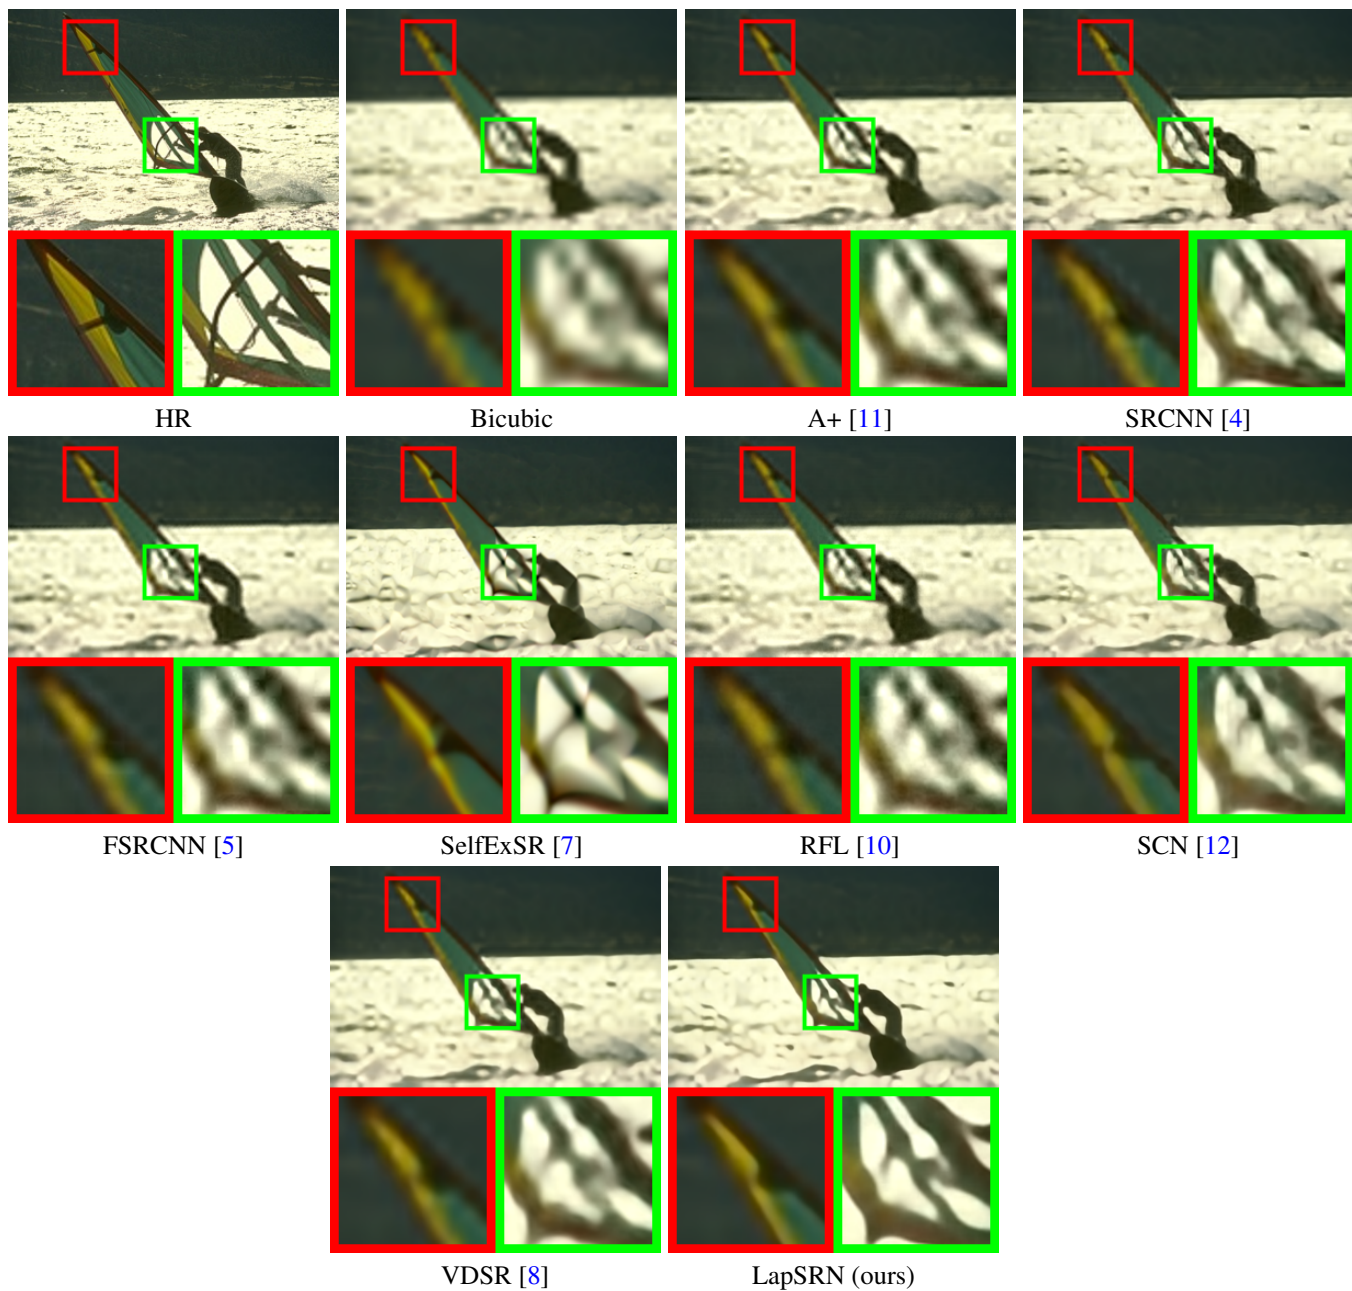 HR
Bicubic
A+ [11]
SRCNN [4]
FSRCNN [5]
SelfExSR [7]
RFL [10]
SCN [12]
VDSR [8]
LapSRN (ours)